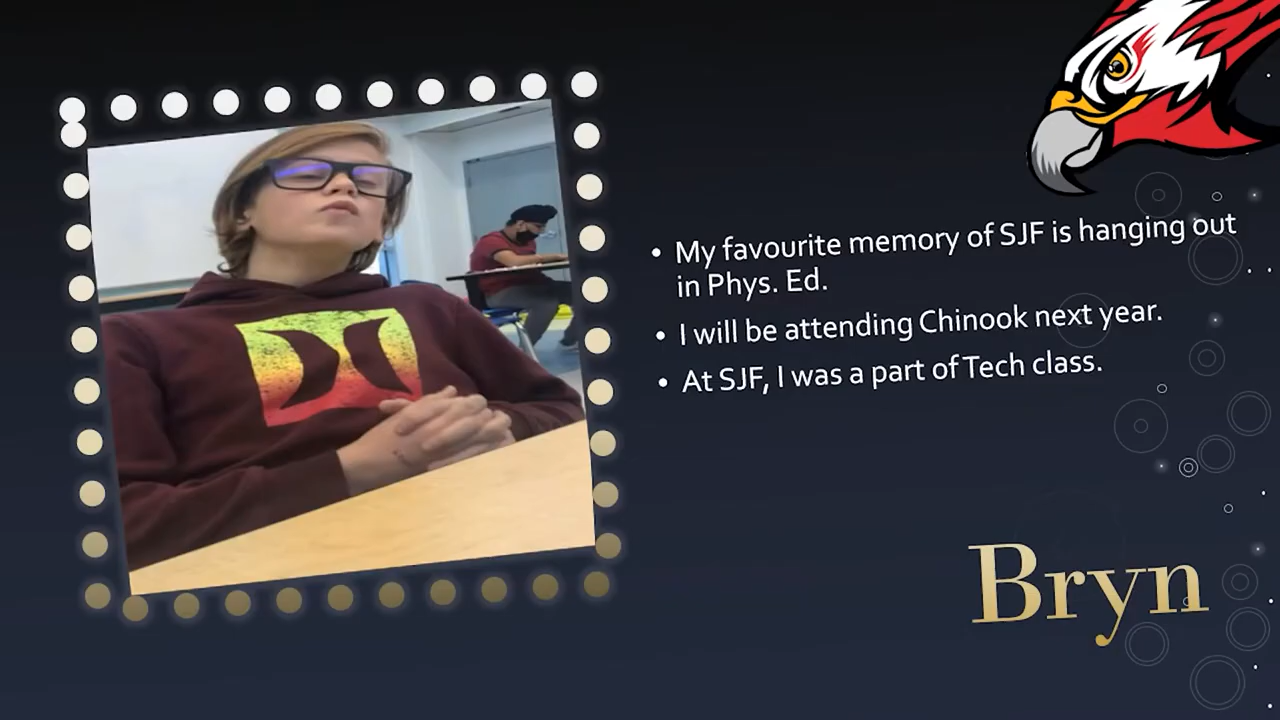 • My favourite memory of SJF is hanging out
in Phys. Ed.
• I will be attending Chinook next year.
• At SJF, I was a part of Tech class.
Bryn